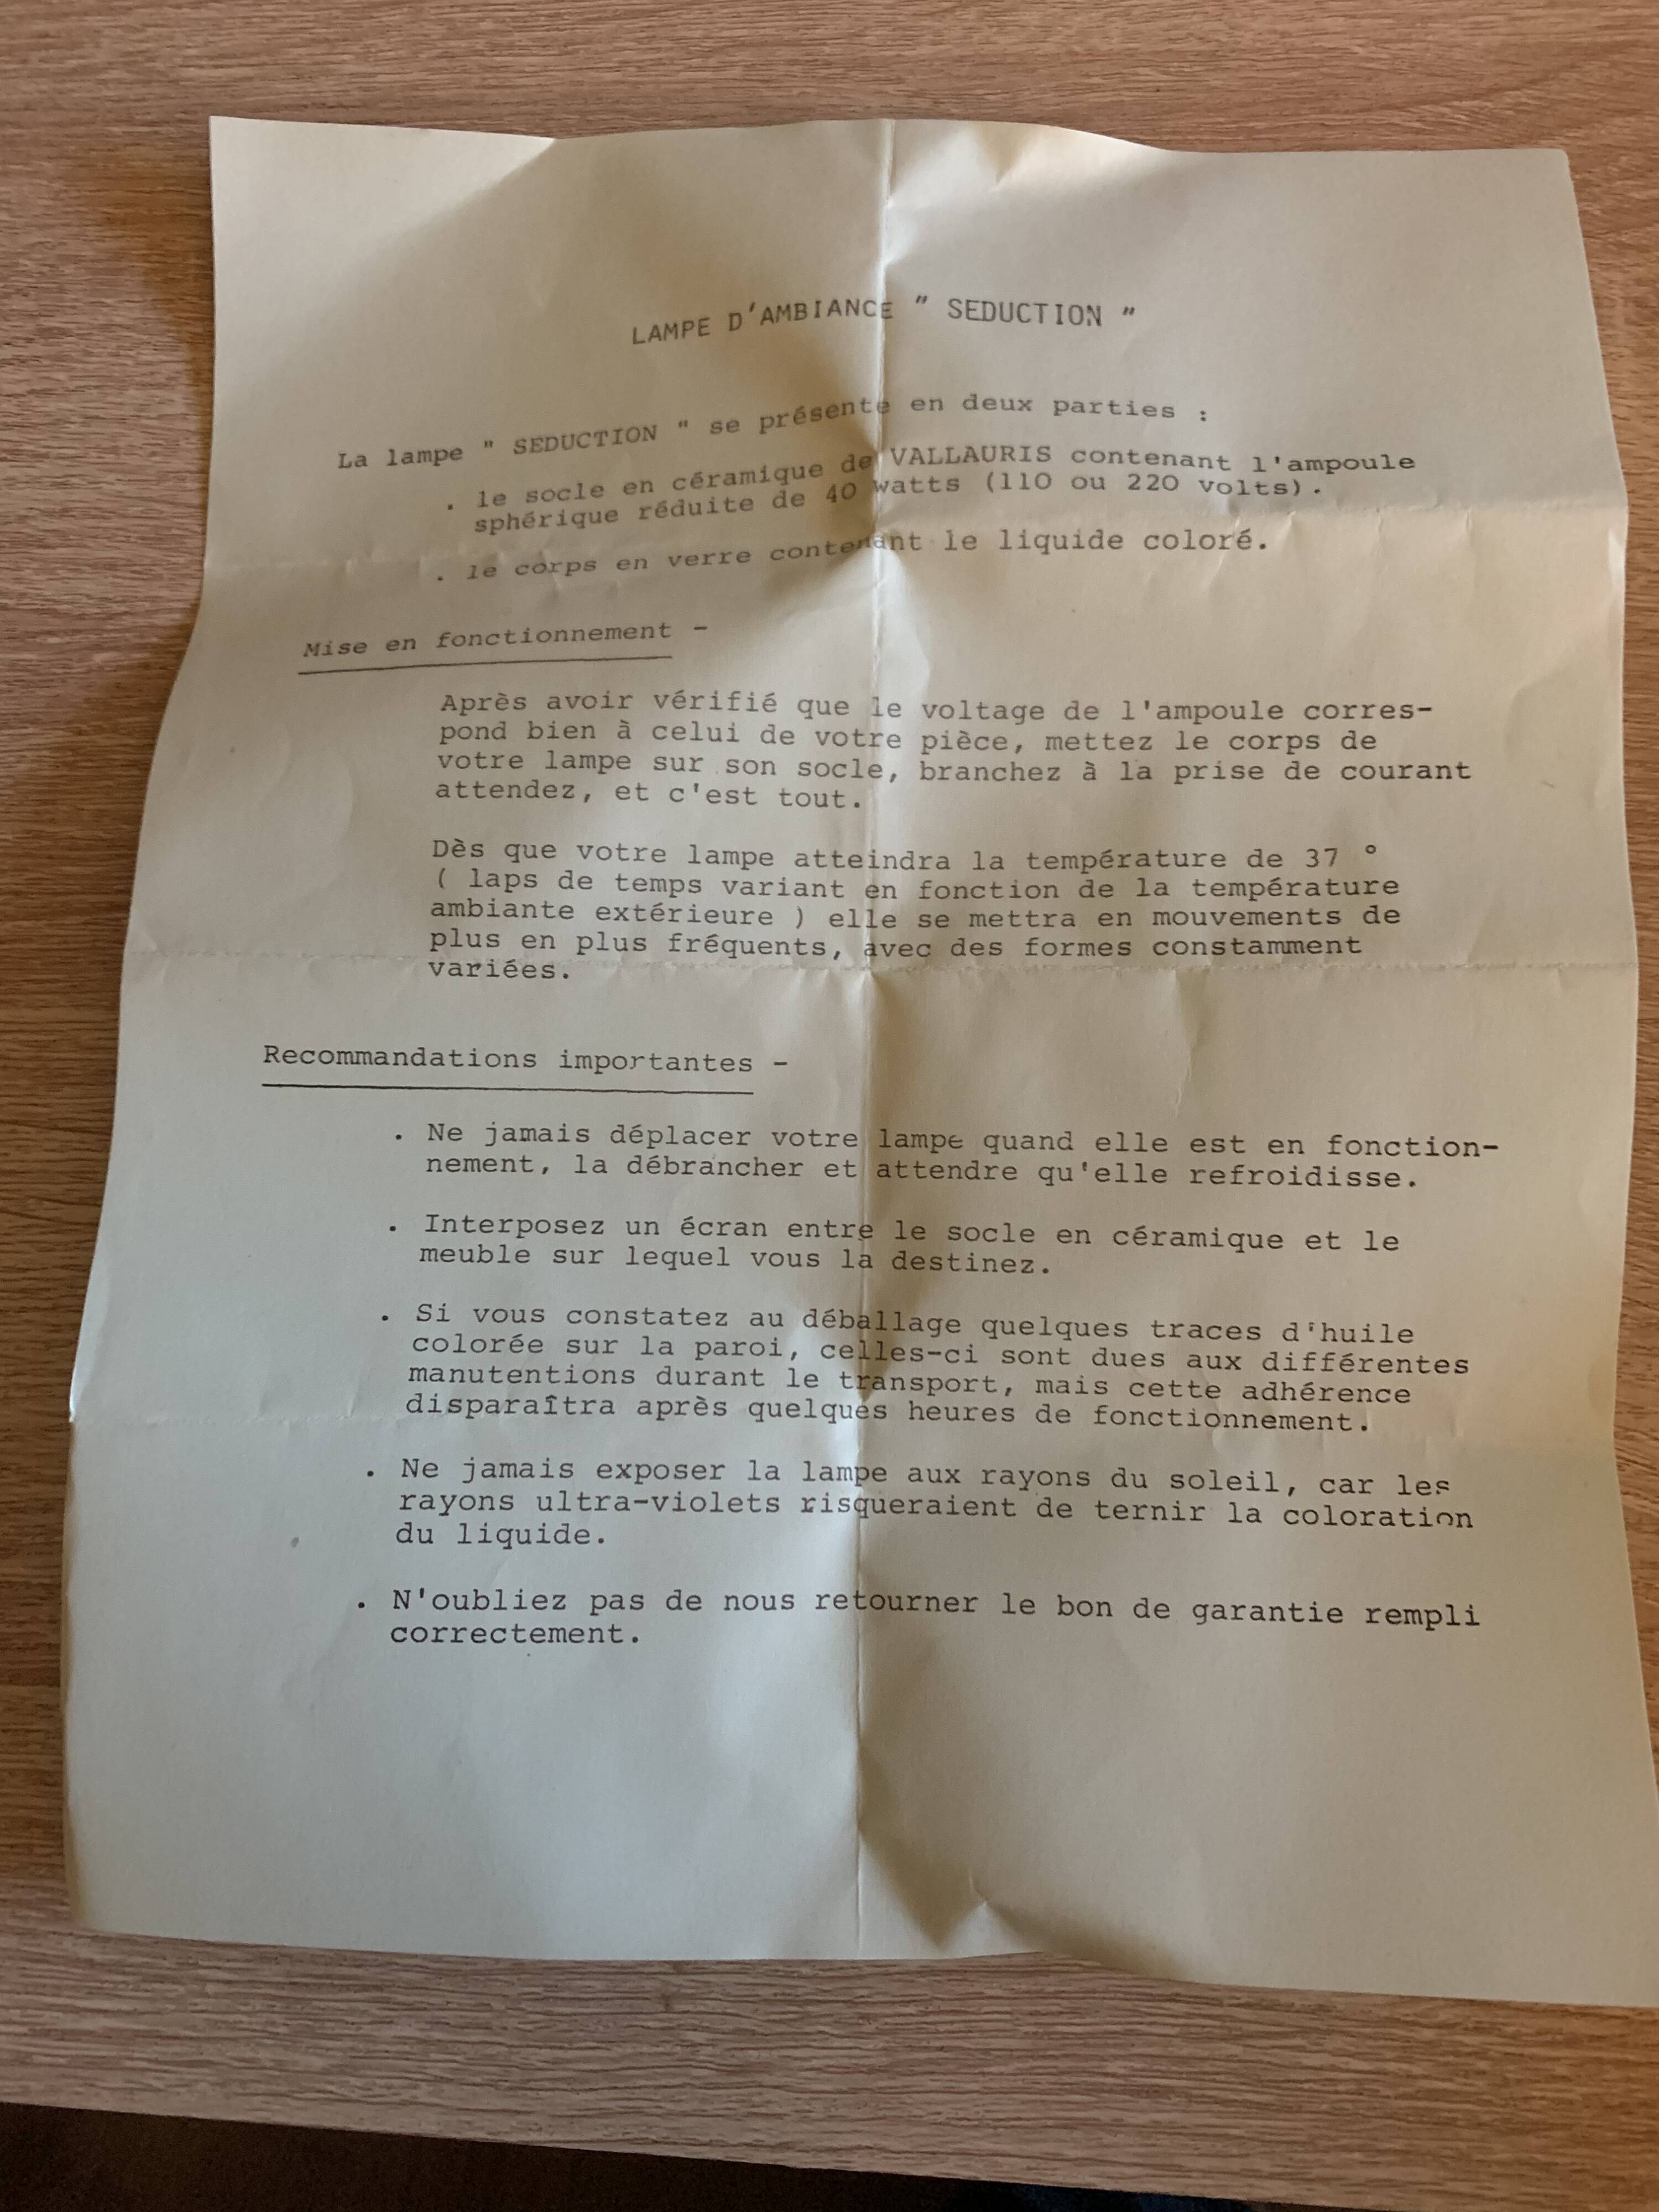 LAMPE D'AMBIANCE " SEDUCTION "
La lampe " SEDUCTION " se présente en deux parties :
. le socle en céramique de VALLAURIS contenant l'ampoule
sphérique réduite de 40 watts (110 ou 220 volts).
. le corps en verre contenant le liquide coloré.
Mise en fonctionnement -
Après avoir vérifié que le voltage de l'ampoule corres-
pond bien à celui de votre pièce, mettez le corps de
votre lampe sur son socle, branchez à la prise de courant
attendez, et c'est tout.
Dès que votre lampe atteindra la température de 37 °
( laps de temps variant en fonction de la température
ambiante extérieure ) elle se mettra en mouvements de
plus en plus fréquents, avec des formes constamment
variées.
Recommandations importantes -
. Ne jamais déplacer votre lampe quand elle est en fonction-
nement, la débrancher et attendre qu'elle refroidisse.
. Interposez un écran entre le socle en céramique et le
meuble sur lequel vous la destinez.
. Si vous constatez au déballage quelques traces d'huile
colorée sur la paroi, celles-ci sont dues aux différentes
manutentions durant le transport, mais cette adhérence
disparaîtra après quelques heures de fonctionnement.
. Ne jamais exposer la lampe aux rayons du soleil, car les
rayons ultra-violets risqueraient de ternir la coloration
du liquide.
. N'oubliez pas de nous retourner le bon de garantie rempli
correctement.